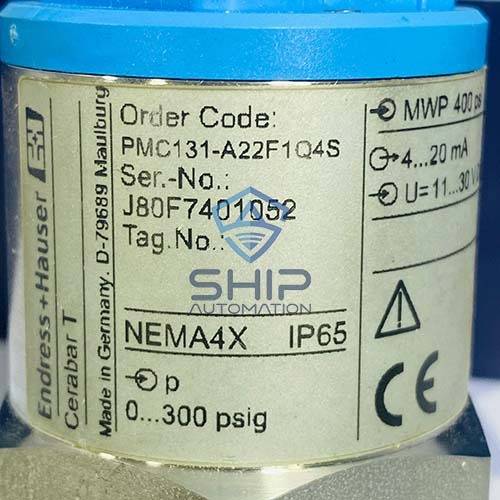 Endress+Hauser
Cerabar T
Made in Germany. D-79689 Maulburg
Order Code:
PMC131-A22F1Q4S
Ser.-No.:
J80F7401052
Tag.No.:
NEMA4X IP65
p
0...300 psig
MWP 400 ps
4...20 mA
U=11...30 V
CE
SHIP
AUTOMATION